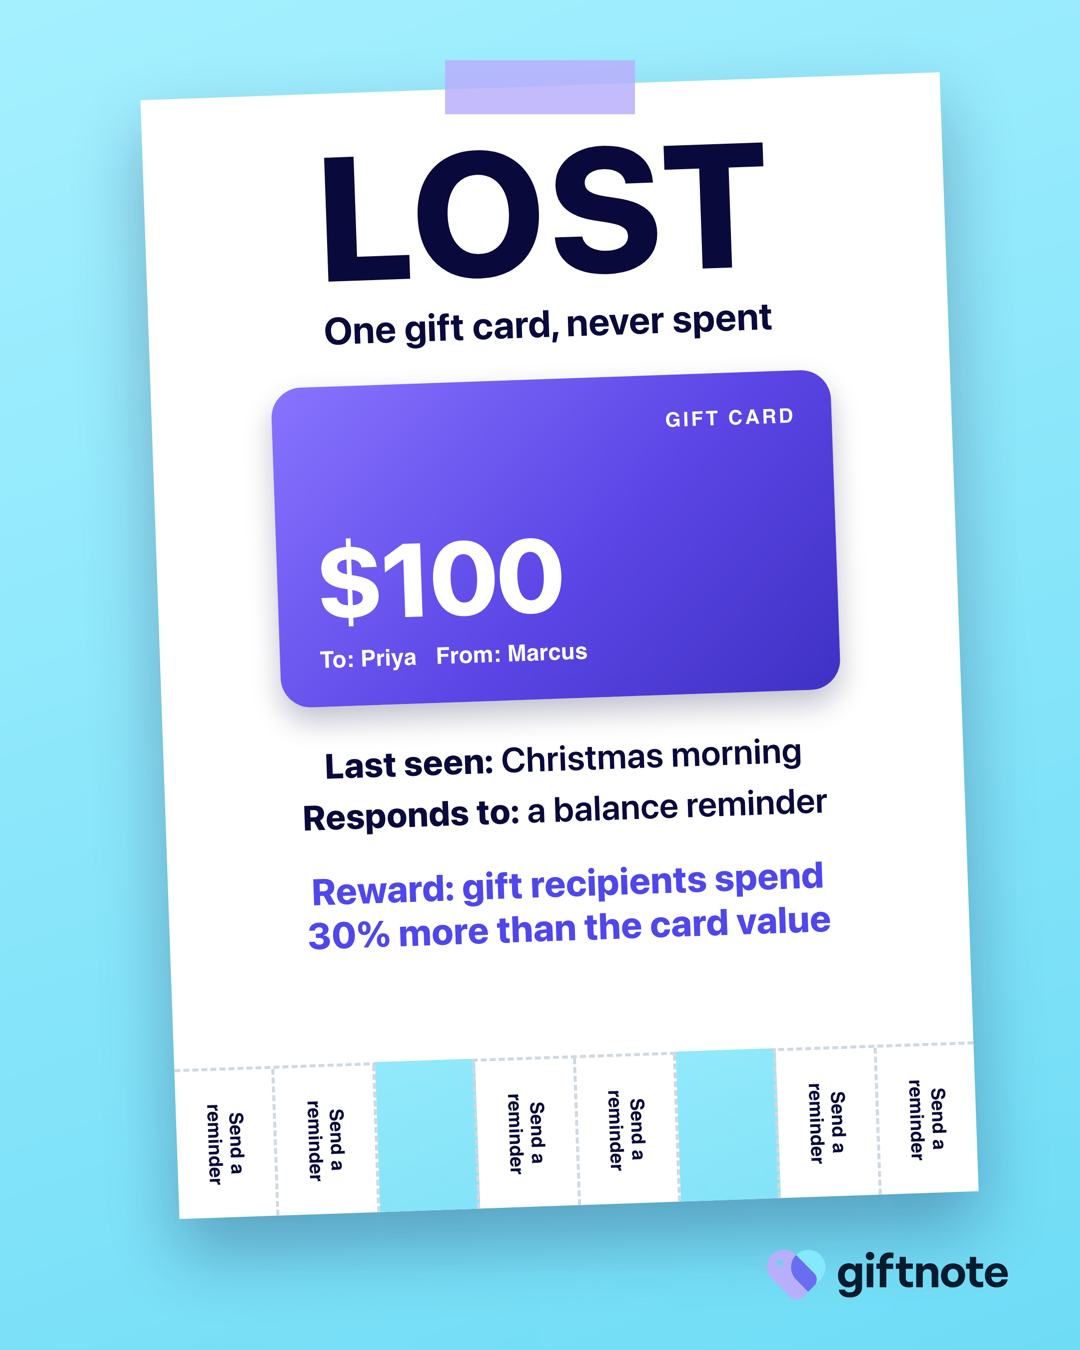 LOST
One gift card, never spent
GIFT CARD
$100
To: Priya From: Marcus
Last seen: Christmas morning
Responds to: a balance reminder
Reward: gift recipients spend
30% more than the card value
Send a
reminder
Send a
reminder
Send a
reminder
Send a
reminder
Send a
reminder
Send a
reminder
giftnote